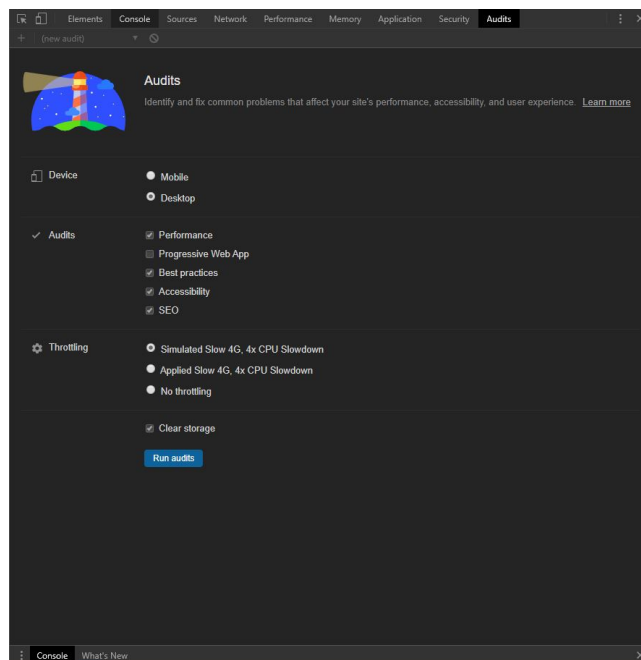 Elements Console Sources Network Performance Memory Application Security Audits
(new audit)
Audits
Identify and fix common problems that affect your site's performance, accessibility, and user experience. Learn more
Device
Mobile
Desktop
Audits
Performance
Progressive Web App
Best practices
Accessibility
SEO
Throttling
Simulated Slow 4G, 4x CPU Slowdown
Applied Slow 4G, 4x CPU Slowdown
No throttling
Clear storage
Run audits
Console What's New